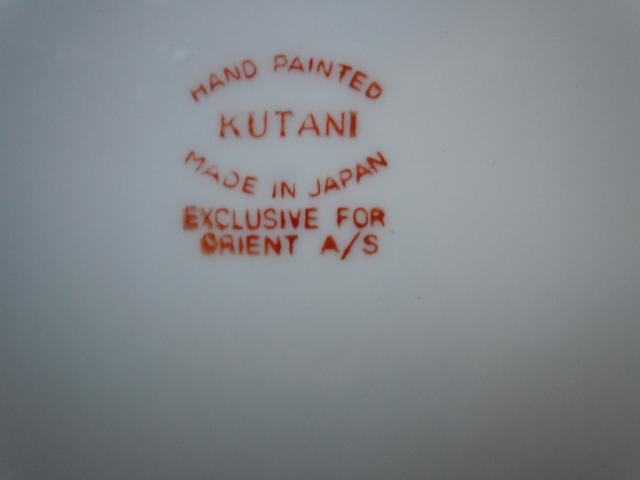 HAND PAINTED
KUTANI
MADE IN JAPAN
EXCLUSIVE FOR
ORIENT A/S